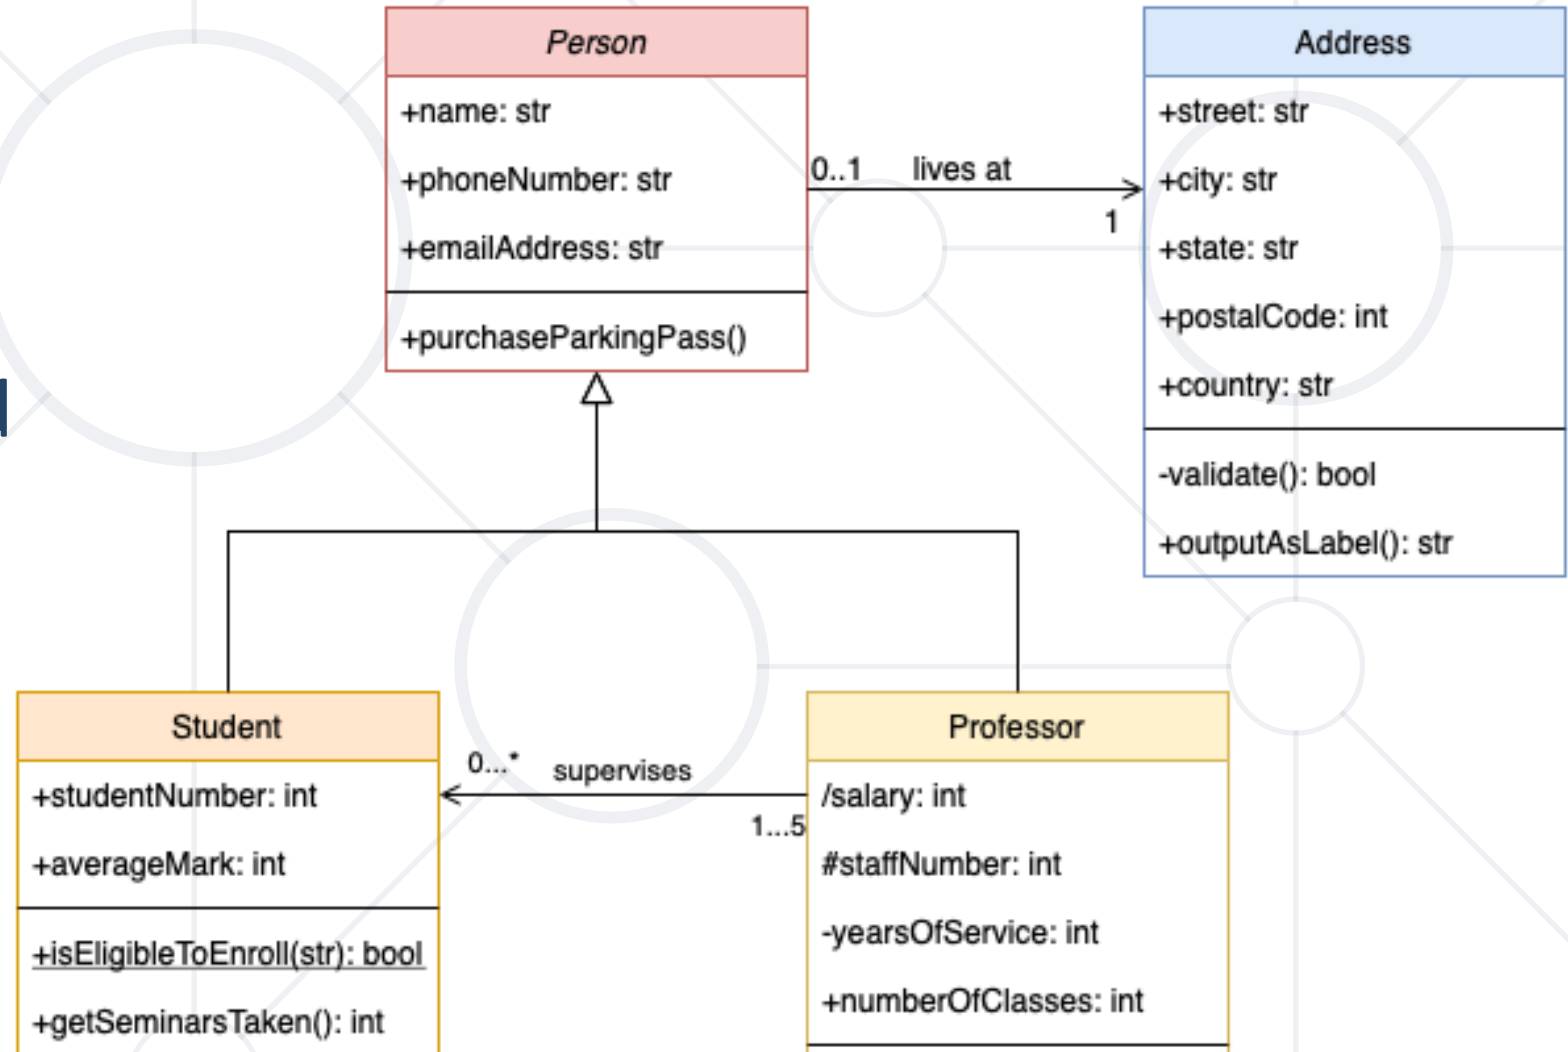 Person
+name: str
+phoneNumber: str
+emailAddress: str
+purchaseParkingPass()
0..1
lives at
1
Address
+street: str
+city: str
+state: str
+postalCode: int
+country: str
-validate(): bool
+outputAsLabel(): str
Student
+studentNumber: int
+averageMark: int
+isEligibleToEnroll(str): bool
+getSeminarsTaken(): int
0...*
supervises
1...5
Professor
/salary: int
#staffNumber: int
-yearsOfService: int
+numberOfClasses: int